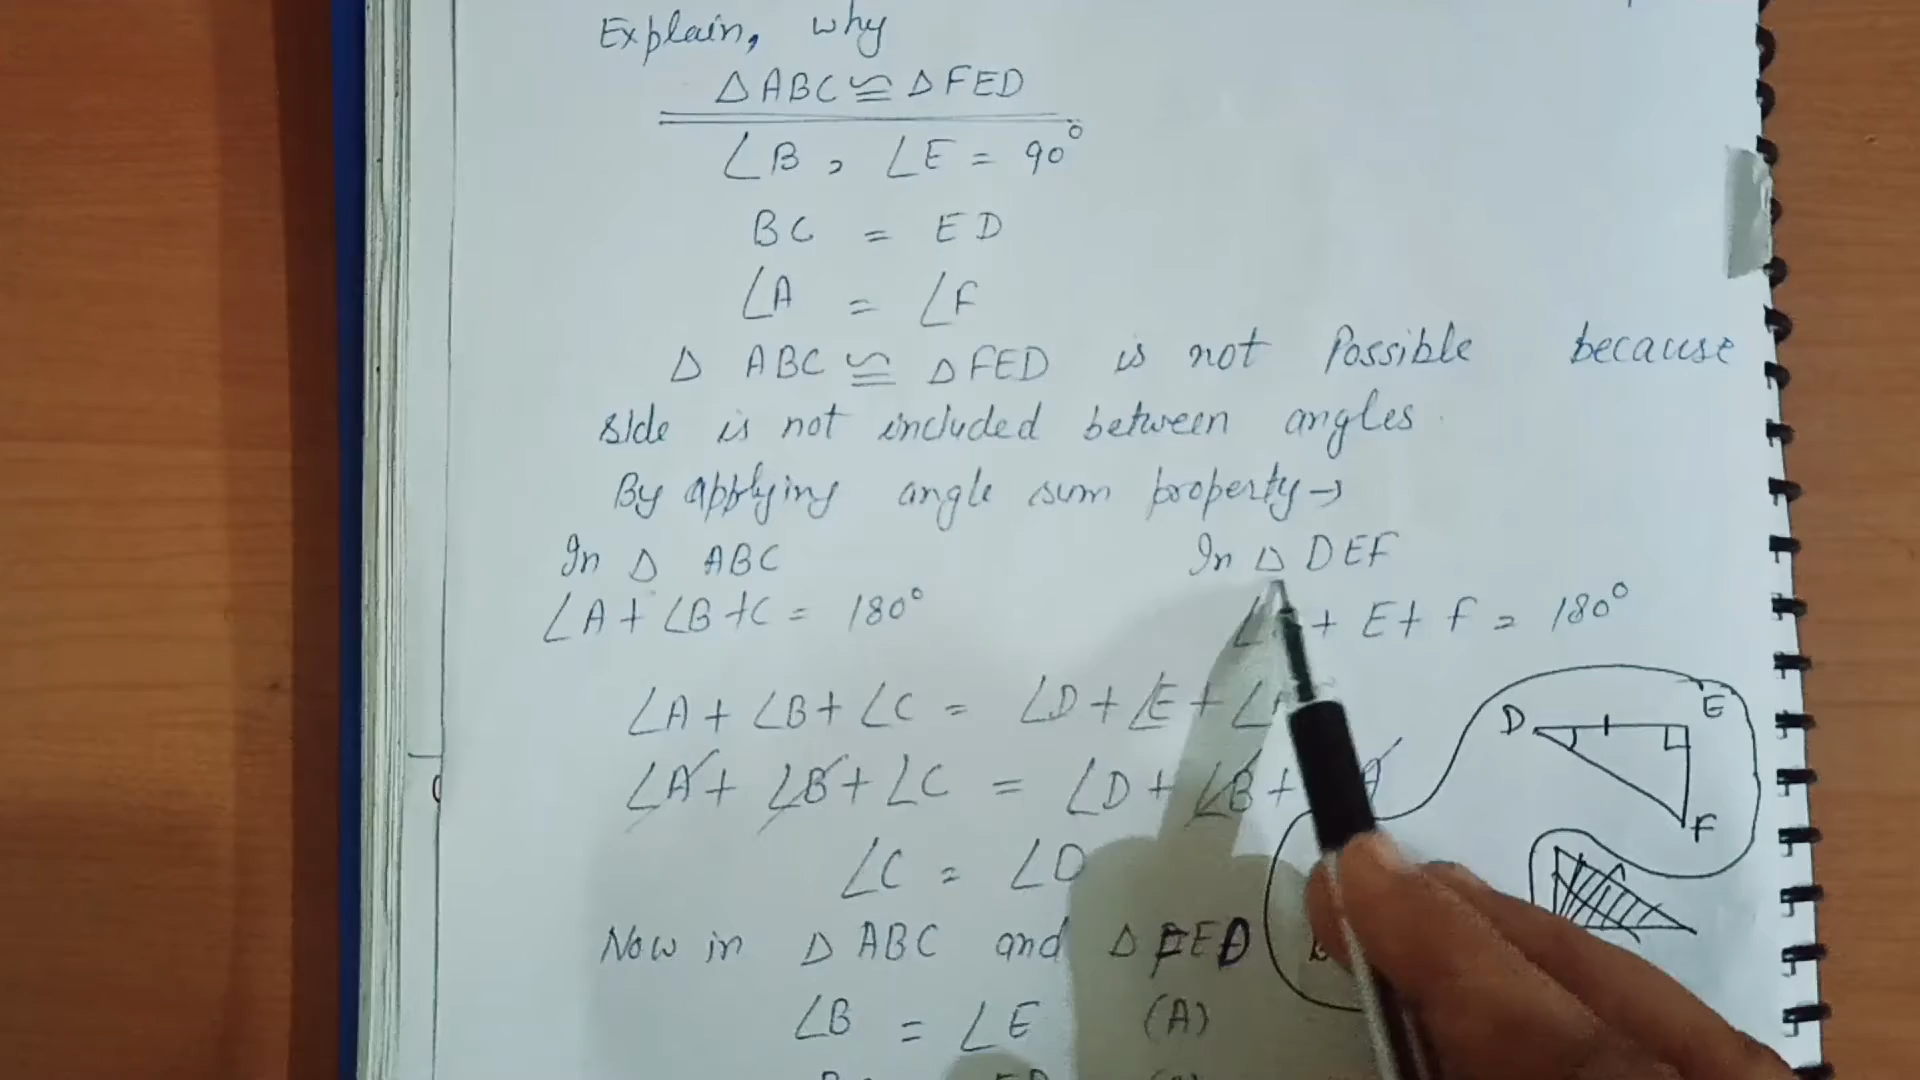 Explain, why
△ABC ≅ △FED
∠B, ∠E = 90°
BC = ED
∠A = ∠F
△ ABC ≅ △FED is not Possible because
side is not included between angles.
By applying angle sum property→
In △ ABC
In △ DEF
∠A+ ∠B+C = 180°
∠ + E+ F = 180°
∠A+ ∠B+ ∠C = ∠D+∠E+∠
∠A+ ∠B+∠C = ∠D+∠B+ A
∠C = ∠D
D E
F
Now in △ ABC and △FED
∠B = ∠E (A)